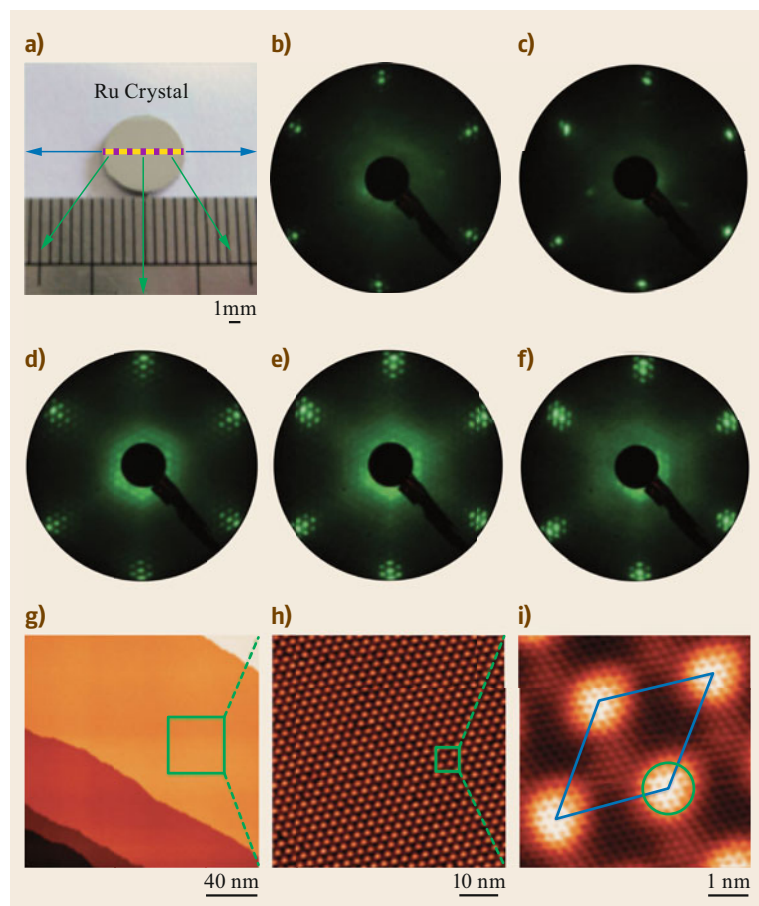 a)
Ru Crystal
1mm
b)
c)
d)
e)
f)
g)
40 nm
h)
10 nm
i)
1 nm